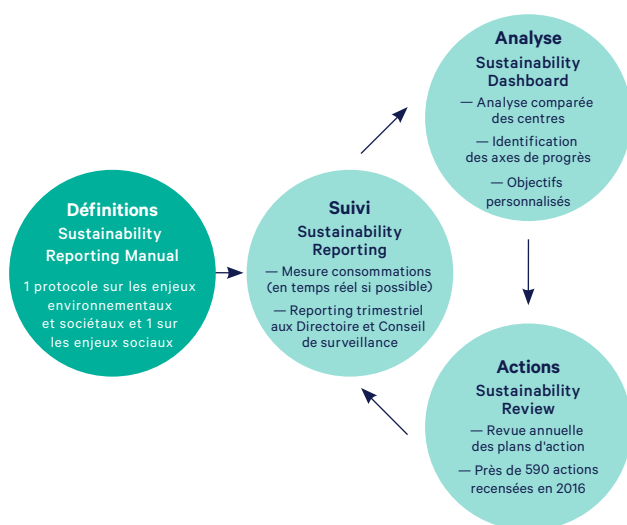 Définitions
Sustainability
Reporting Manual
1 protocole sur les enjeux
environnementaux
et sociétaux et 1 sur
les enjeux sociaux
Suivi
Sustainability
Reporting
— Mesure consommations
(en temps réel si possible)
— Reporting trimestriel
aux Directoire et Conseil
de surveillance
Analyse
Sustainability
Dashboard
— Analyse comparée
des centres
— Identification
des axes de progrès
— Objectifs
personnalisés
Actions
Sustainability
Review
— Revue annuelle
des plans d'action
— Près de 590 actions
recensées en 2016